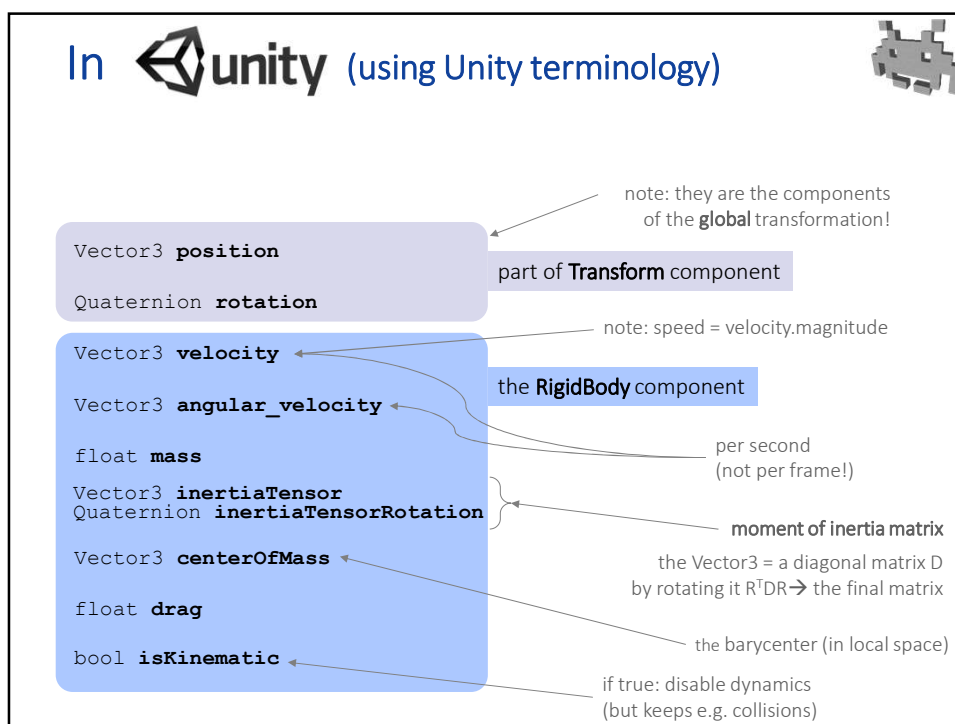 In unity (using Unity terminology)
note: they are the components
of the global transformation!
Vector3 position
part of Transform component
Quaternion rotation
note: speed = velocity.magnitude
Vector3 velocity
the RigidBody component
Vector3 angular_velocity
per second
(not per frame!)
float mass
Vector3 inertiaTensor
Quaternion inertiaTensorRotation
moment of inertia matrix
the Vector3 = a diagonal matrix D
by rotating it RᵀDR→ the final matrix
Vector3 centerOfMass
float drag
the barycenter (in local space)
bool isKinematic
if true: disable dynamics
(but keeps e.g. collisions)